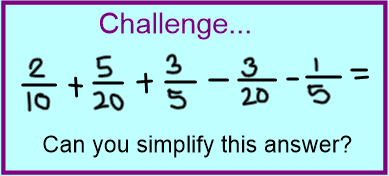 Challenge...
2/10 + 5/20 + 3/5 - 3/20 - 1/5 =
Can you simplify this answer?